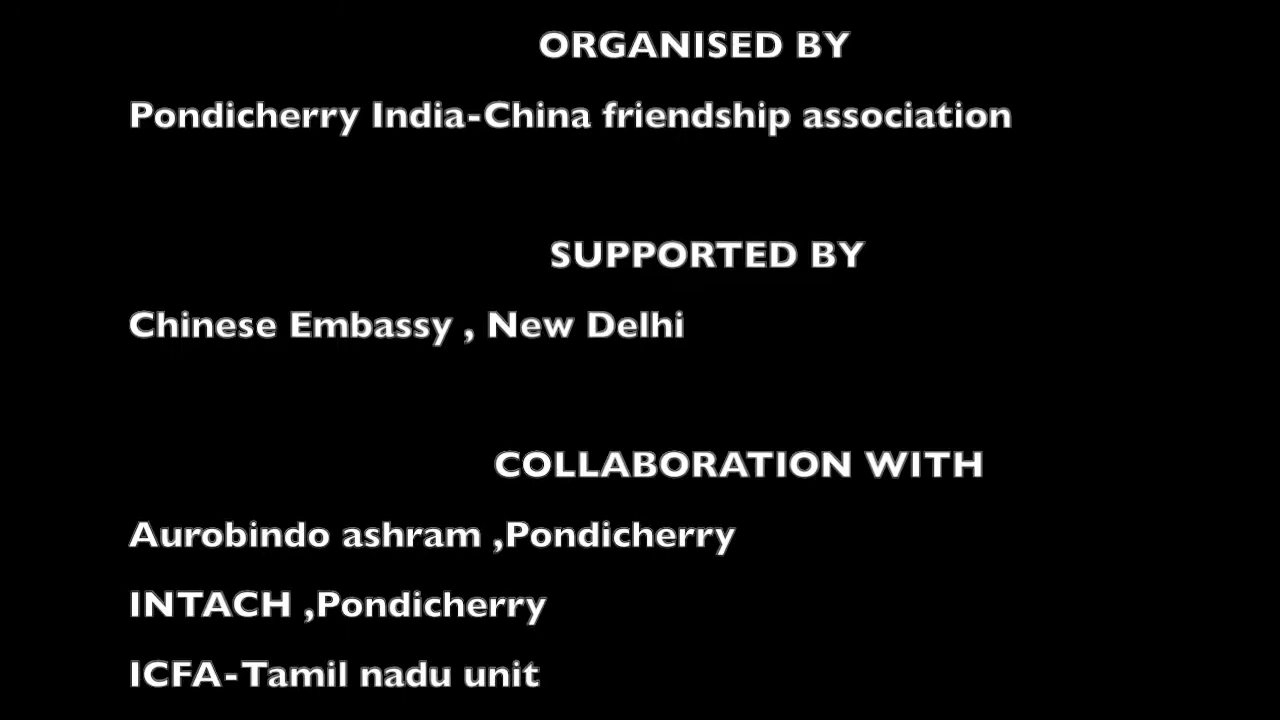 ORGANISED BY
Pondicherry India-China friendship association
SUPPORTED BY
Chinese Embassy , New Delhi
COLLABORATION WITH
Aurobindo ashram ,Pondicherry
INTACH ,Pondicherry
ICFA-Tamil nadu unit